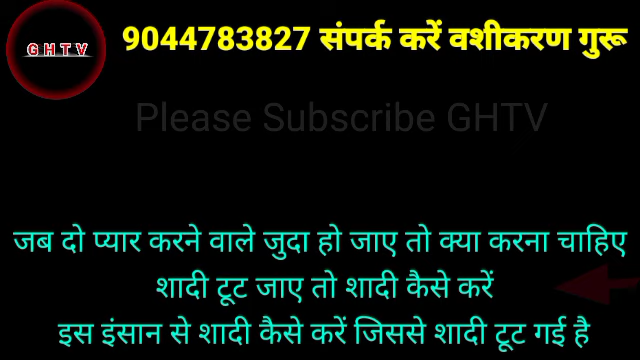 GHTV
9044783827 संपर्क करें वशीकरण गुरू
Please Subscribe GHTV
जब दो प्यार करने वाले जुदा हो जाए तो क्या करना चाहिए
शादी टूट जाए तो शादी कैसे करें
इस इंसान से शादी कैसे करें जिससे शादी टूट गई है